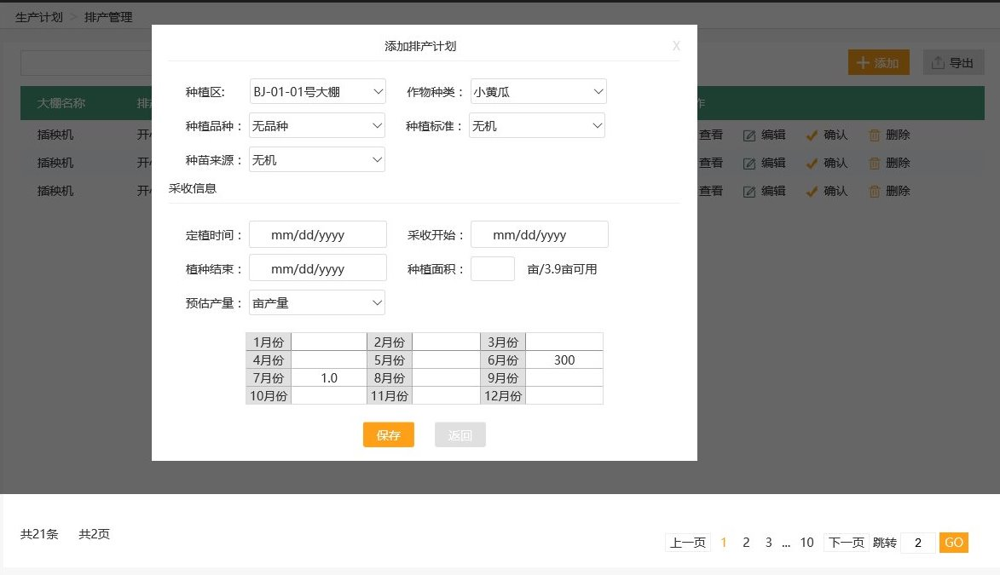 生产计划 > 排产管理
添加排产计划 X
添加 导出
种植区: BJ-01-01号大棚 作物种类： 小黄瓜
大棚名称
种植品种： 无品种 种植标准： 无机
插秧机 查看 编辑 确认 删除
种苗来源： 无机
插秧机 查看 编辑 确认 删除
采收信息
插秧机 查看 编辑 确认 删除
定植时间： mm/dd/yyyy 采收开始： mm/dd/yyyy
植种结束： mm/dd/yyyy 种植面积： 亩/3.9亩可用
预估产量： 亩产量
1月份 2月份 3月份
4月份 5月份 6月份 300
7月份 1.0 8月份 9月份
10月份 11月份 12月份
保存 返回
共21条 共2页
上一页 1 2 3 ... 10 下一页 跳转 2 GO